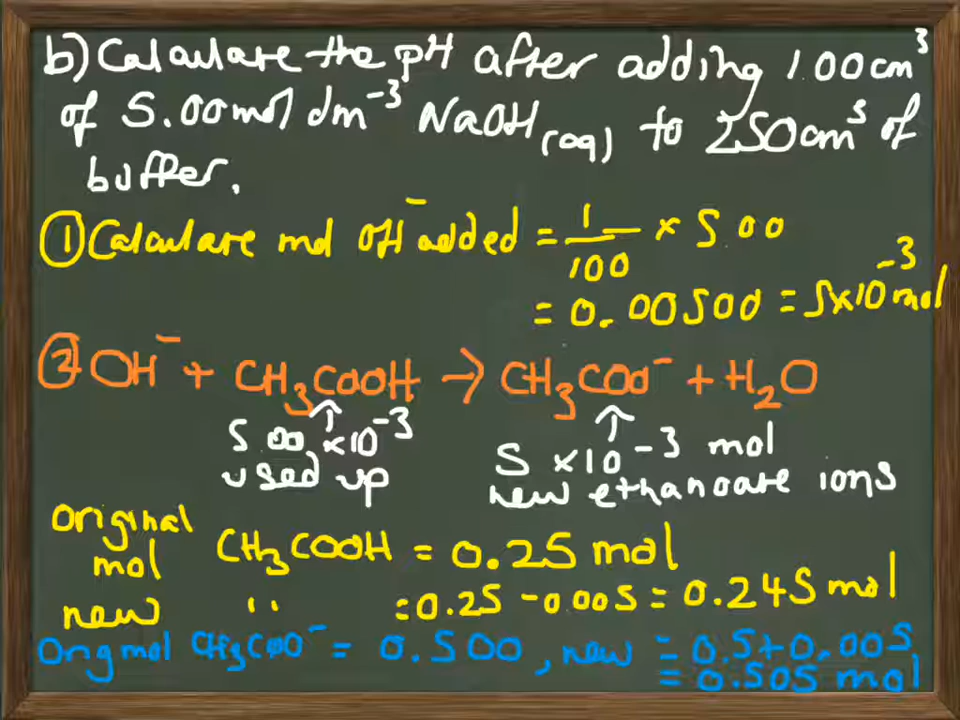 b) Calculate the pH after adding 1.00cm³
of 5.00mol dm⁻³ NaOH(aq) to 250cm³ of
buffer.
① Calculate mol OH⁻ added = 1/100 × 5.00
= 0.00500 = 5×10⁻³ mol
② OH⁻ + CH₃COOH → CH₃COO⁻ + H₂O
↑ ↑
5.00 ×10⁻³ 5 ×10⁻³ mol
used up new ethanoate ions
Original
mol CH₃COOH = 0.25 mol
new '' = 0.25 - 0.005 = 0.245 mol
Orig mol CH₃COO⁻ = 0.500, new = 0.5+0.005
= 0.505 mol